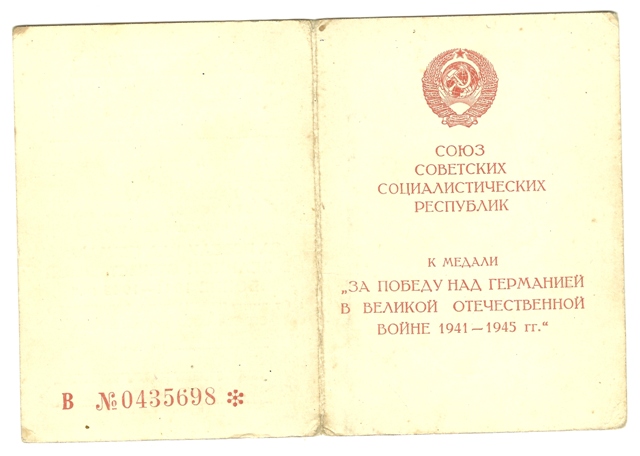 В №0435698 *
СОЮЗ
СОВЕТСКИХ
СОЦИАЛИСТИЧЕСКИХ
РЕСПУБЛИК
К МЕДАЛИ
„ЗА ПОБЕДУ НАД ГЕРМАНИЕЙ
В ВЕЛИКОЙ ОТЕЧЕСТВЕННОЙ
ВОЙНЕ 1941—1945 гг.“